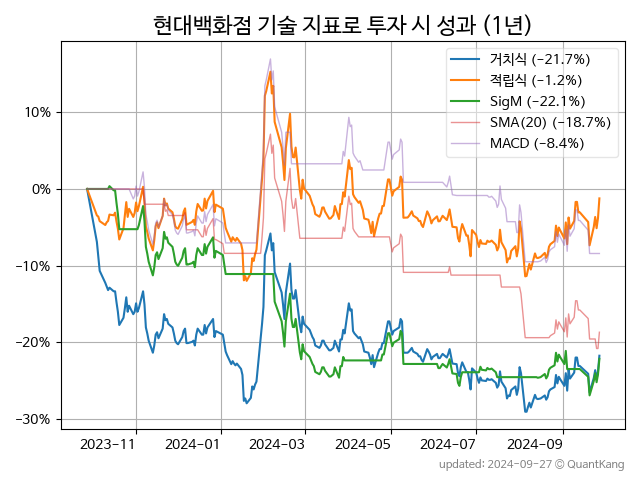 현대백화점 기술 지표로 투자 시 성과 (1년)
거치식 (−21.7%)
적립식 (−1.2%)
SigM (−22.1%)
SMA(20) (−18.7%)
MACD (−8.4%)
10%
0%
−10%
−20%
−30%
2023-11
2024-01
2024-03
2024-05
2024-07
2024-09
updated: 2024-09-27 © QuantKang